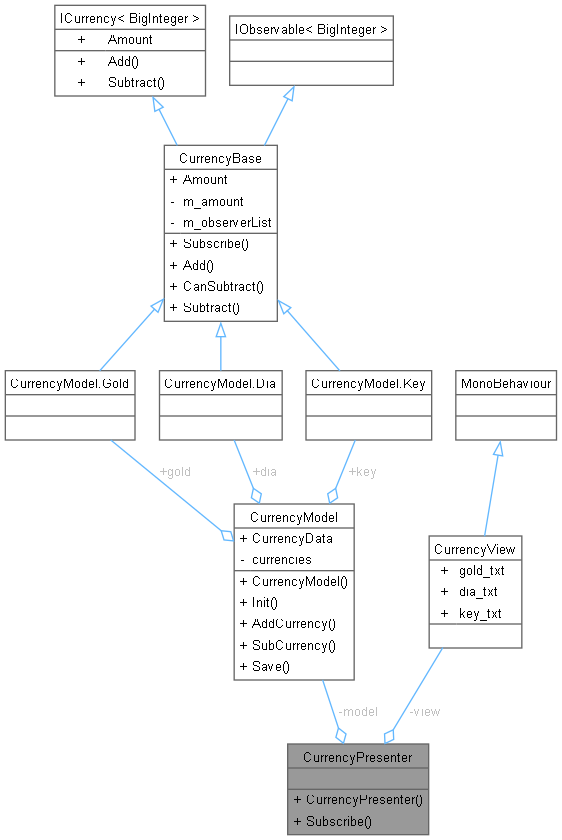 ICurrency< BigInteger >
+ Amount
+ Add()
+ Subtract()
IObservable< BigInteger >
CurrencyBase
+ Amount
- m_amount
- m_observerList
+ Subscribe()
+ Add()
+ CanSubtract()
+ Subtract()
CurrencyModel.Gold
CurrencyModel.Dia
CurrencyModel.Key
MonoBehaviour
+gold
+dia
+key
CurrencyModel
+ CurrencyData
- currencies
+ CurrencyModel()
+ Init()
+ AddCurrency()
+ SubCurrency()
+ Save()
CurrencyView
+ gold_txt
+ dia_txt
+ key_txt
-model
-view
CurrencyPresenter
+ CurrencyPresenter()
+ Subscribe()